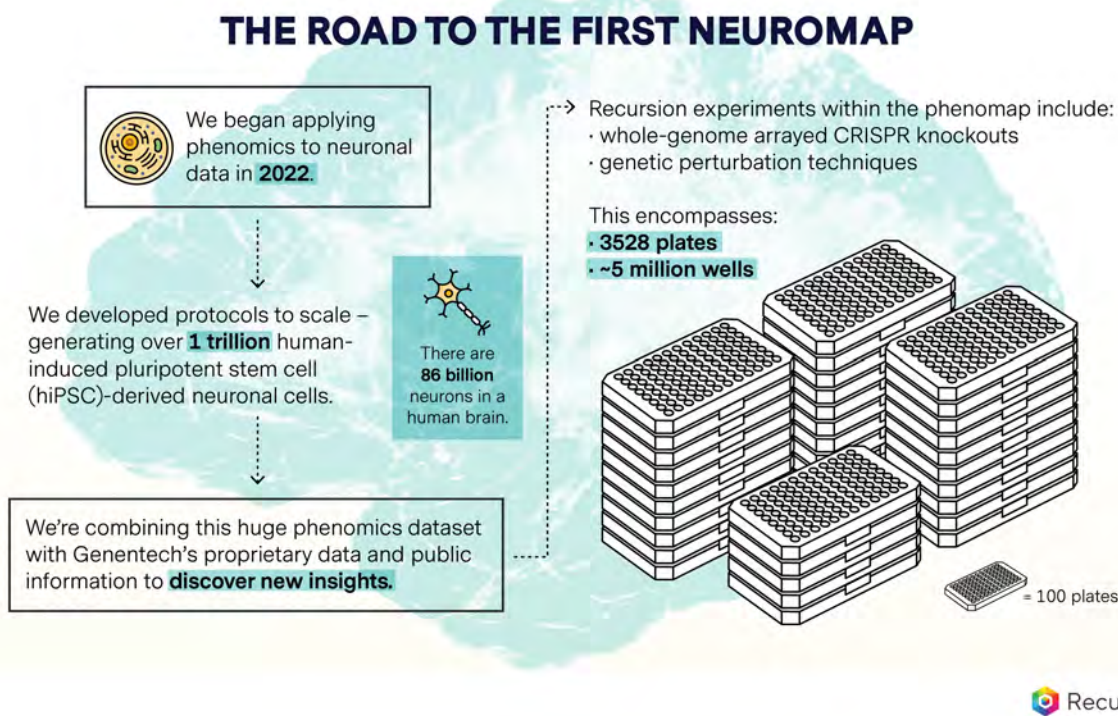 THE ROAD TO THE FIRST NEUROMAP
We began applying
phenomics to neuronal
data in 2022.
We developed protocols to scale –
generating over 1 trillion human-
induced pluripotent stem cell
(hiPSC)-derived neuronal cells.
There are
86 billion
neurons in a
human brain.
We're combining this huge phenomics dataset
with Genentech's proprietary data and public
information to discover new insights.
Recursion experiments within the phenomap include:
· whole-genome arrayed CRISPR knockouts
· genetic perturbation techniques
This encompasses:
· 3528 plates
· ~5 million wells
= 100 plates
Recu